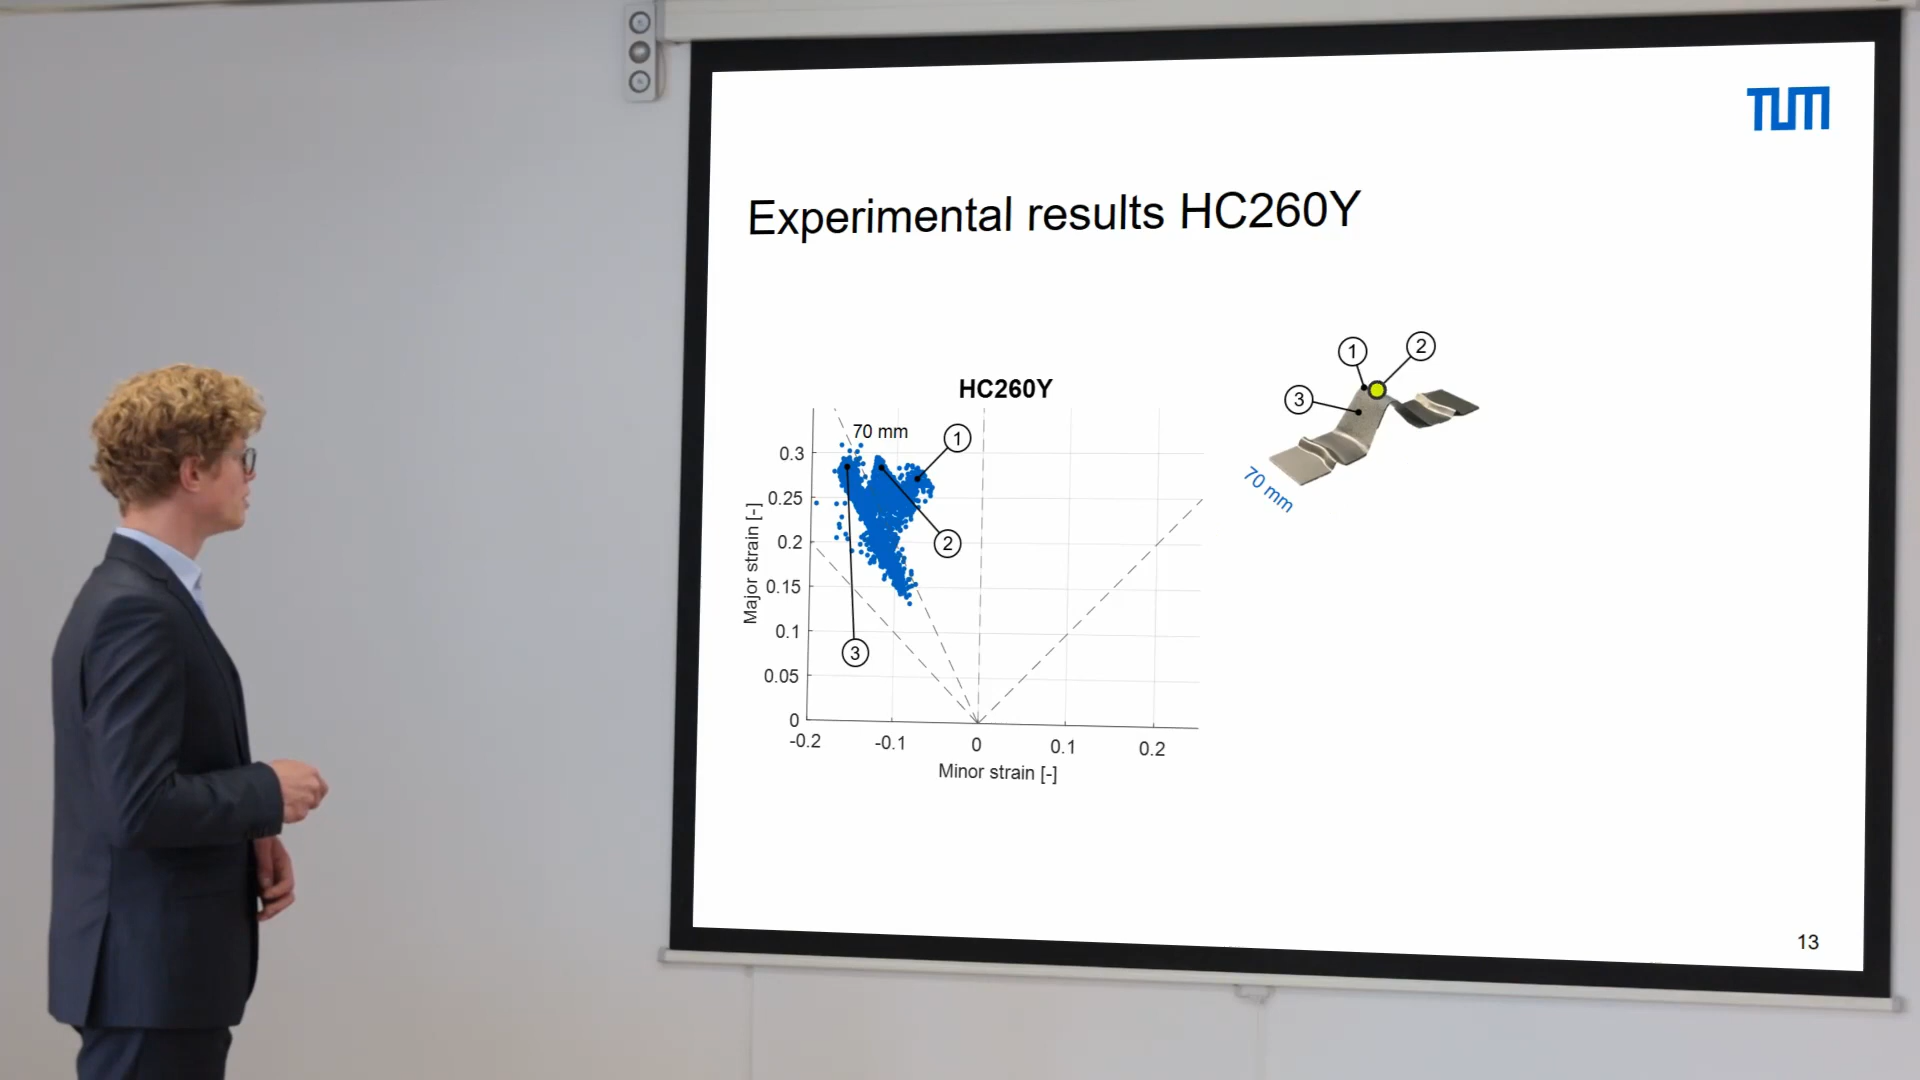 TUM
Experimental results HC260Y
HC260Y
70 mm
1
2
3
0.3
0.25
0.2
0.15
0.1
0.05
0
-0.2
-0.1
0
0.1
0.2
Major strain [-]
Minor strain [-]
1
2
3
70 mm
13